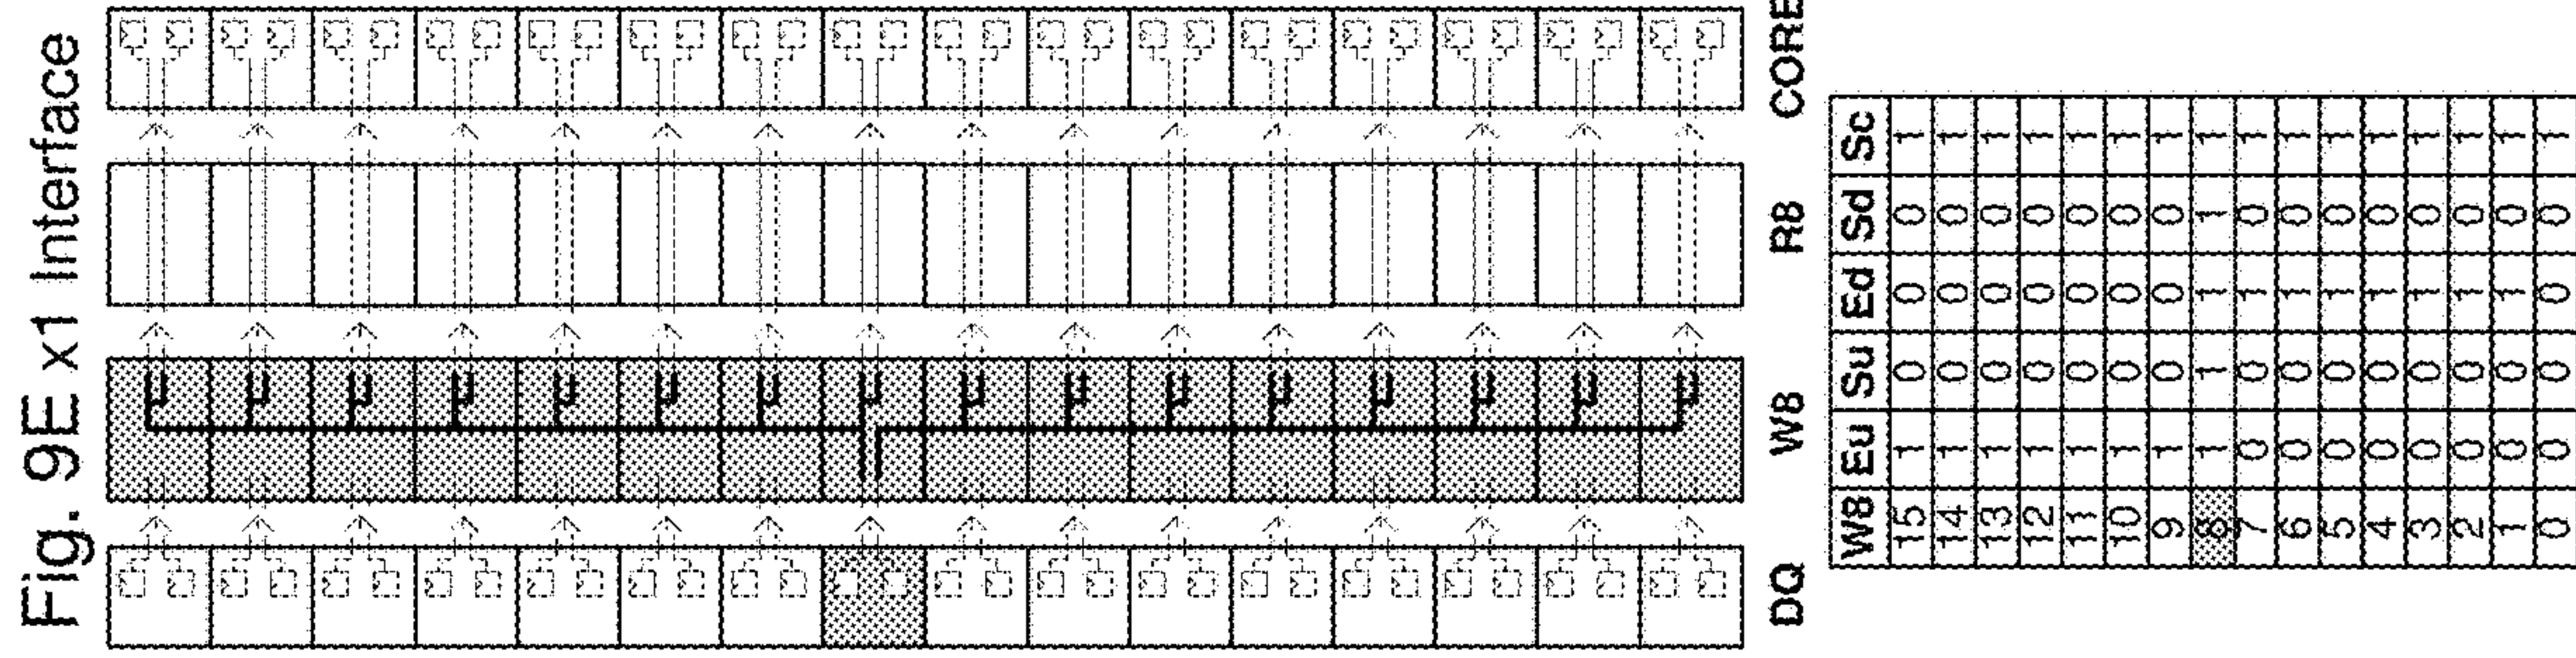 Fig. 9E x1 Interface
DQ W8 R8 CORE
W8 Eu Su Ed Sd Sc
15 1 0 0 0 1
14 1 0 0 0 1
13 1 0 0 0 1
12 1 0 0 0 1
11 1 0 0 0 1
10 1 0 0 0 1
9 1 0 0 0 1
8 1 1 1 1 1
7 0 0 1 0 1
6 0 0 1 0 1
5 0 0 1 0 1
4 0 0 1 0 1
3 0 0 1 0 1
2 0 0 1 0 1
1 0 0 1 0 1
0 0 0 0 0 1